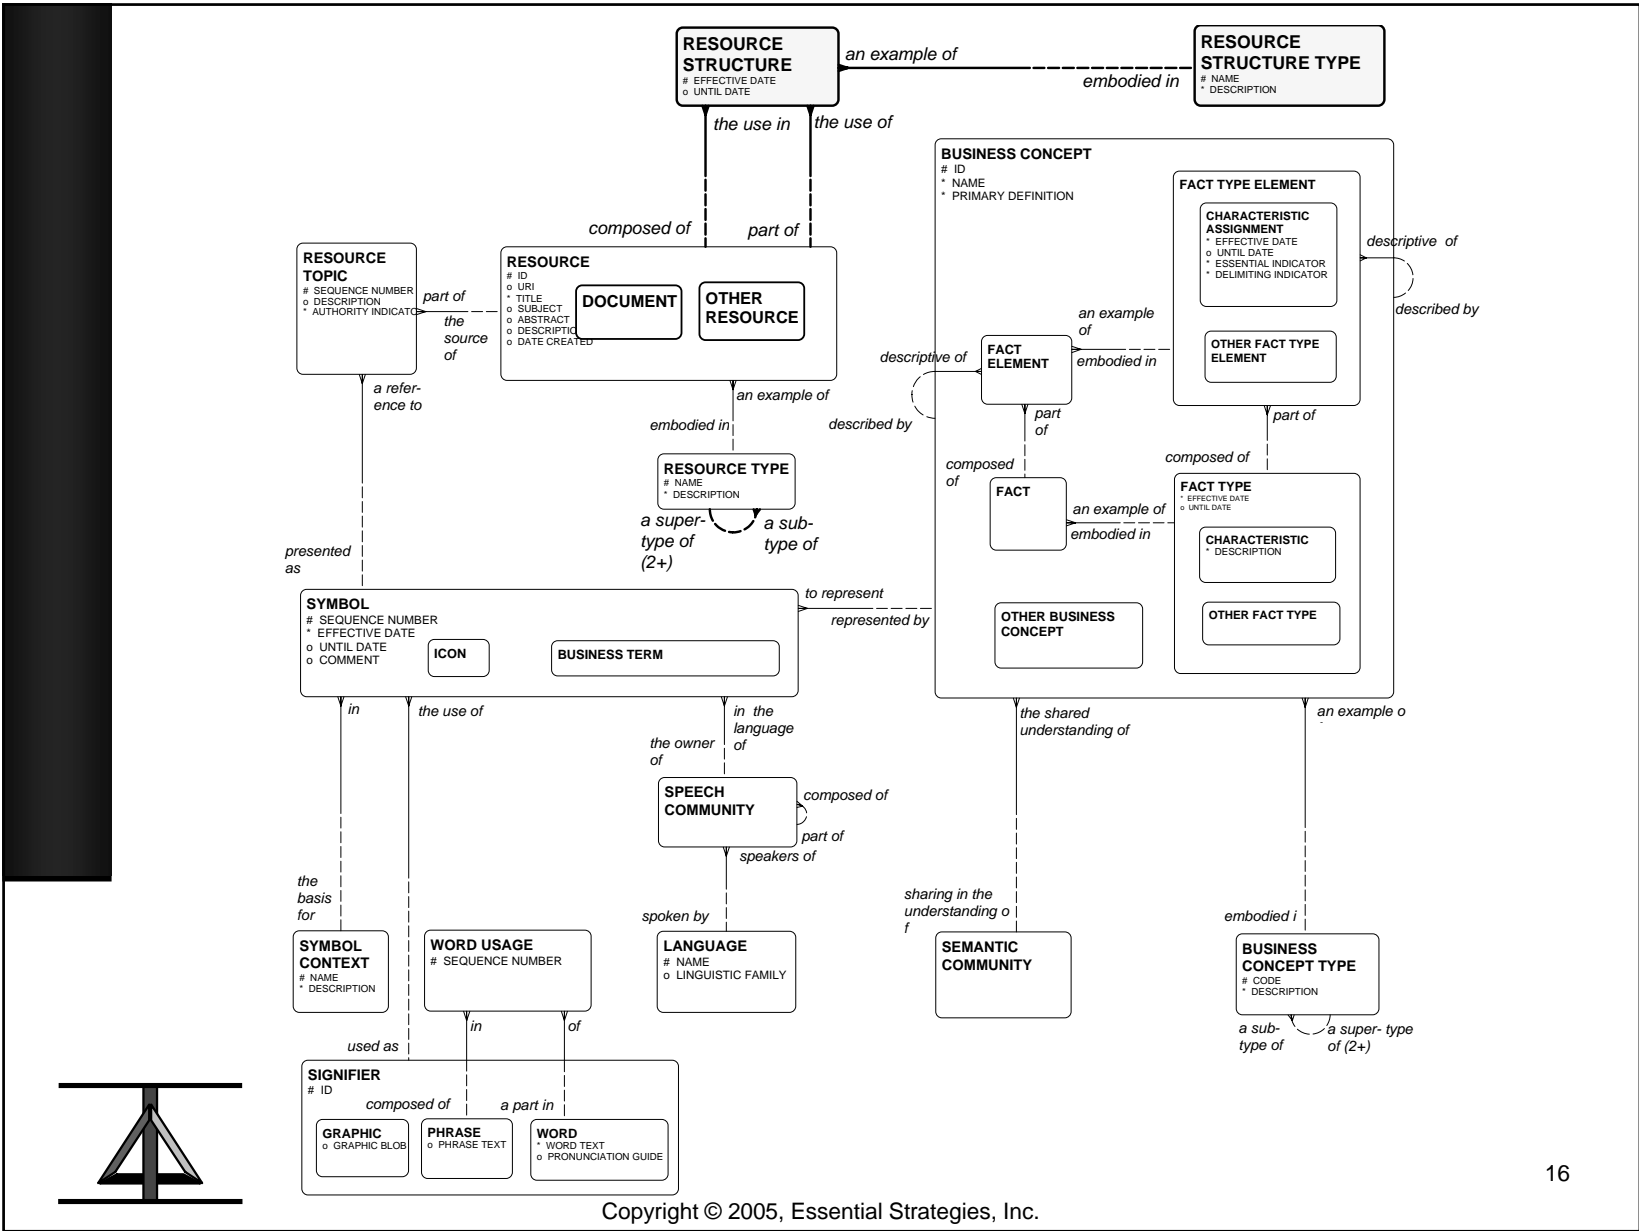 RESOURCE
STRUCTURE
# EFFECTIVE DATE
o UNTIL DATE
an example of
embodied in
RESOURCE
STRUCTURE TYPE
# NAME
* DESCRIPTION
the use in
the use of
composed of
part of
RESOURCE
TOPIC
# SEQUENCE NUMBER
o DESCRIPTION
* AUTHORITY INDICATO
part of
the
source
of
RESOURCE
# ID
o URI
* TITLE
o SUBJECT
o ABSTRACT
o DESCRIPTIO
o DATE CREATED
DOCUMENT
OTHER
RESOURCE
a refer-
ence to
an example of
embodied in
RESOURCE TYPE
# NAME
* DESCRIPTION
a super-
type of
(2+)
a sub-
type of
presented
as
BUSINESS CONCEPT
# ID
* NAME
* PRIMARY DEFINITION
FACT TYPE ELEMENT
CHARACTERISTIC
ASSIGNMENT
* EFFECTIVE DATE
o UNTIL DATE
* ESSENTIAL INDICATOR
* DELIMITING INDICATOR
OTHER FACT TYPE
ELEMENT
descriptive of
described by
an example
of
embodied in
FACT
ELEMENT
descriptive of
described by
part
of
composed
of
part of
composed of
FACT
an example of
embodied in
FACT TYPE
* EFFECTIVE DATE
o UNTIL DATE
CHARACTERISTIC
* DESCRIPTION
OTHER FACT TYPE
OTHER BUSINESS
CONCEPT
SYMBOL
# SEQUENCE NUMBER
* EFFECTIVE DATE
o UNTIL DATE
o COMMENT
ICON
BUSINESS TERM
to represent
represented by
in
the use of
in the
language
of
the owner
of
SPEECH
COMMUNITY
composed of
part of
speakers of
spoken by
LANGUAGE
# NAME
o LINGUISTIC FAMILY
the shared
understanding of
sharing in the
understanding o
f
SEMANTIC
COMMUNITY
an example o
embodied i
BUSINESS
CONCEPT TYPE
# CODE
* DESCRIPTION
a sub-
type of
a super- type
of (2+)
the
basis
for
SYMBOL
CONTEXT
# NAME
* DESCRIPTION
WORD USAGE
# SEQUENCE NUMBER
in
of
used as
SIGNIFIER
# ID
composed of
a part in
GRAPHIC
o GRAPHIC BLOB
PHRASE
o PHRASE TEXT
WORD
* WORD TEXT
o PRONUNCIATION GUIDE
16
Copyright © 2005, Essential Strategies, Inc.